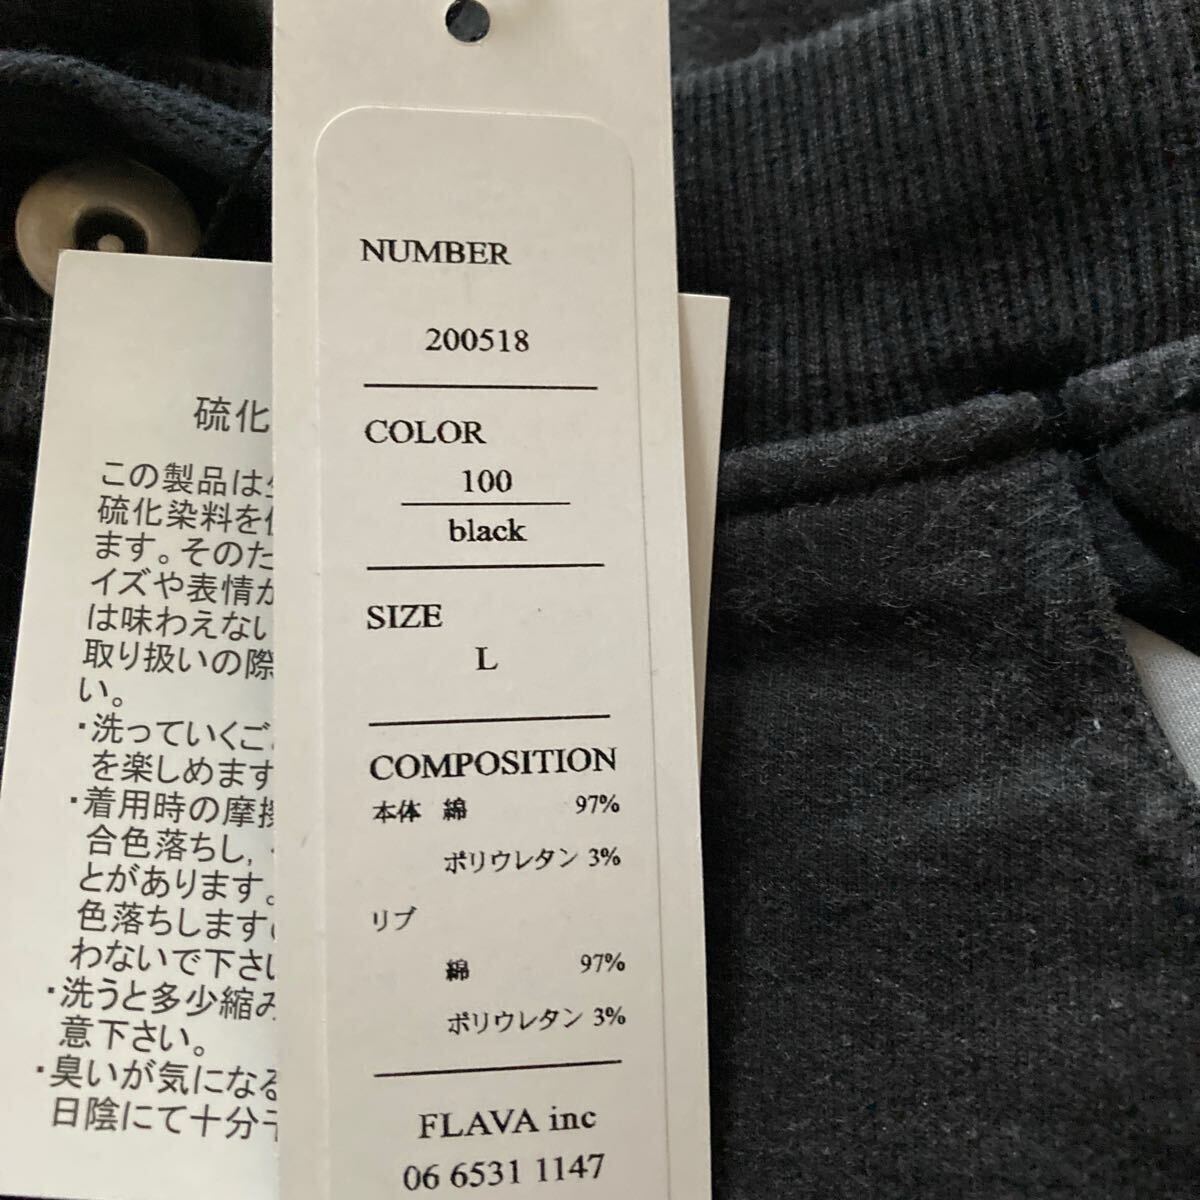 NUMBER
200518
COLOR
100
black
SIZE
L
COMPOSITION
本体 綿 97%
ポリウレタン 3%
リブ
綿 97%
ポリウレタン 3%
FLAVA inc
06 6531 1147
硫化
この製品は
硫化染料を
ます。そのた
イズや表情が
は味わえない
取り扱いの際
い。
・洗っていくご
を楽しめます
・着用時の摩擦
合色落ちし,
とがあります。
色落ちします
わないで下さい
・洗うと多少縮み
意下さい。
・臭いが気になる
日陰にて十分